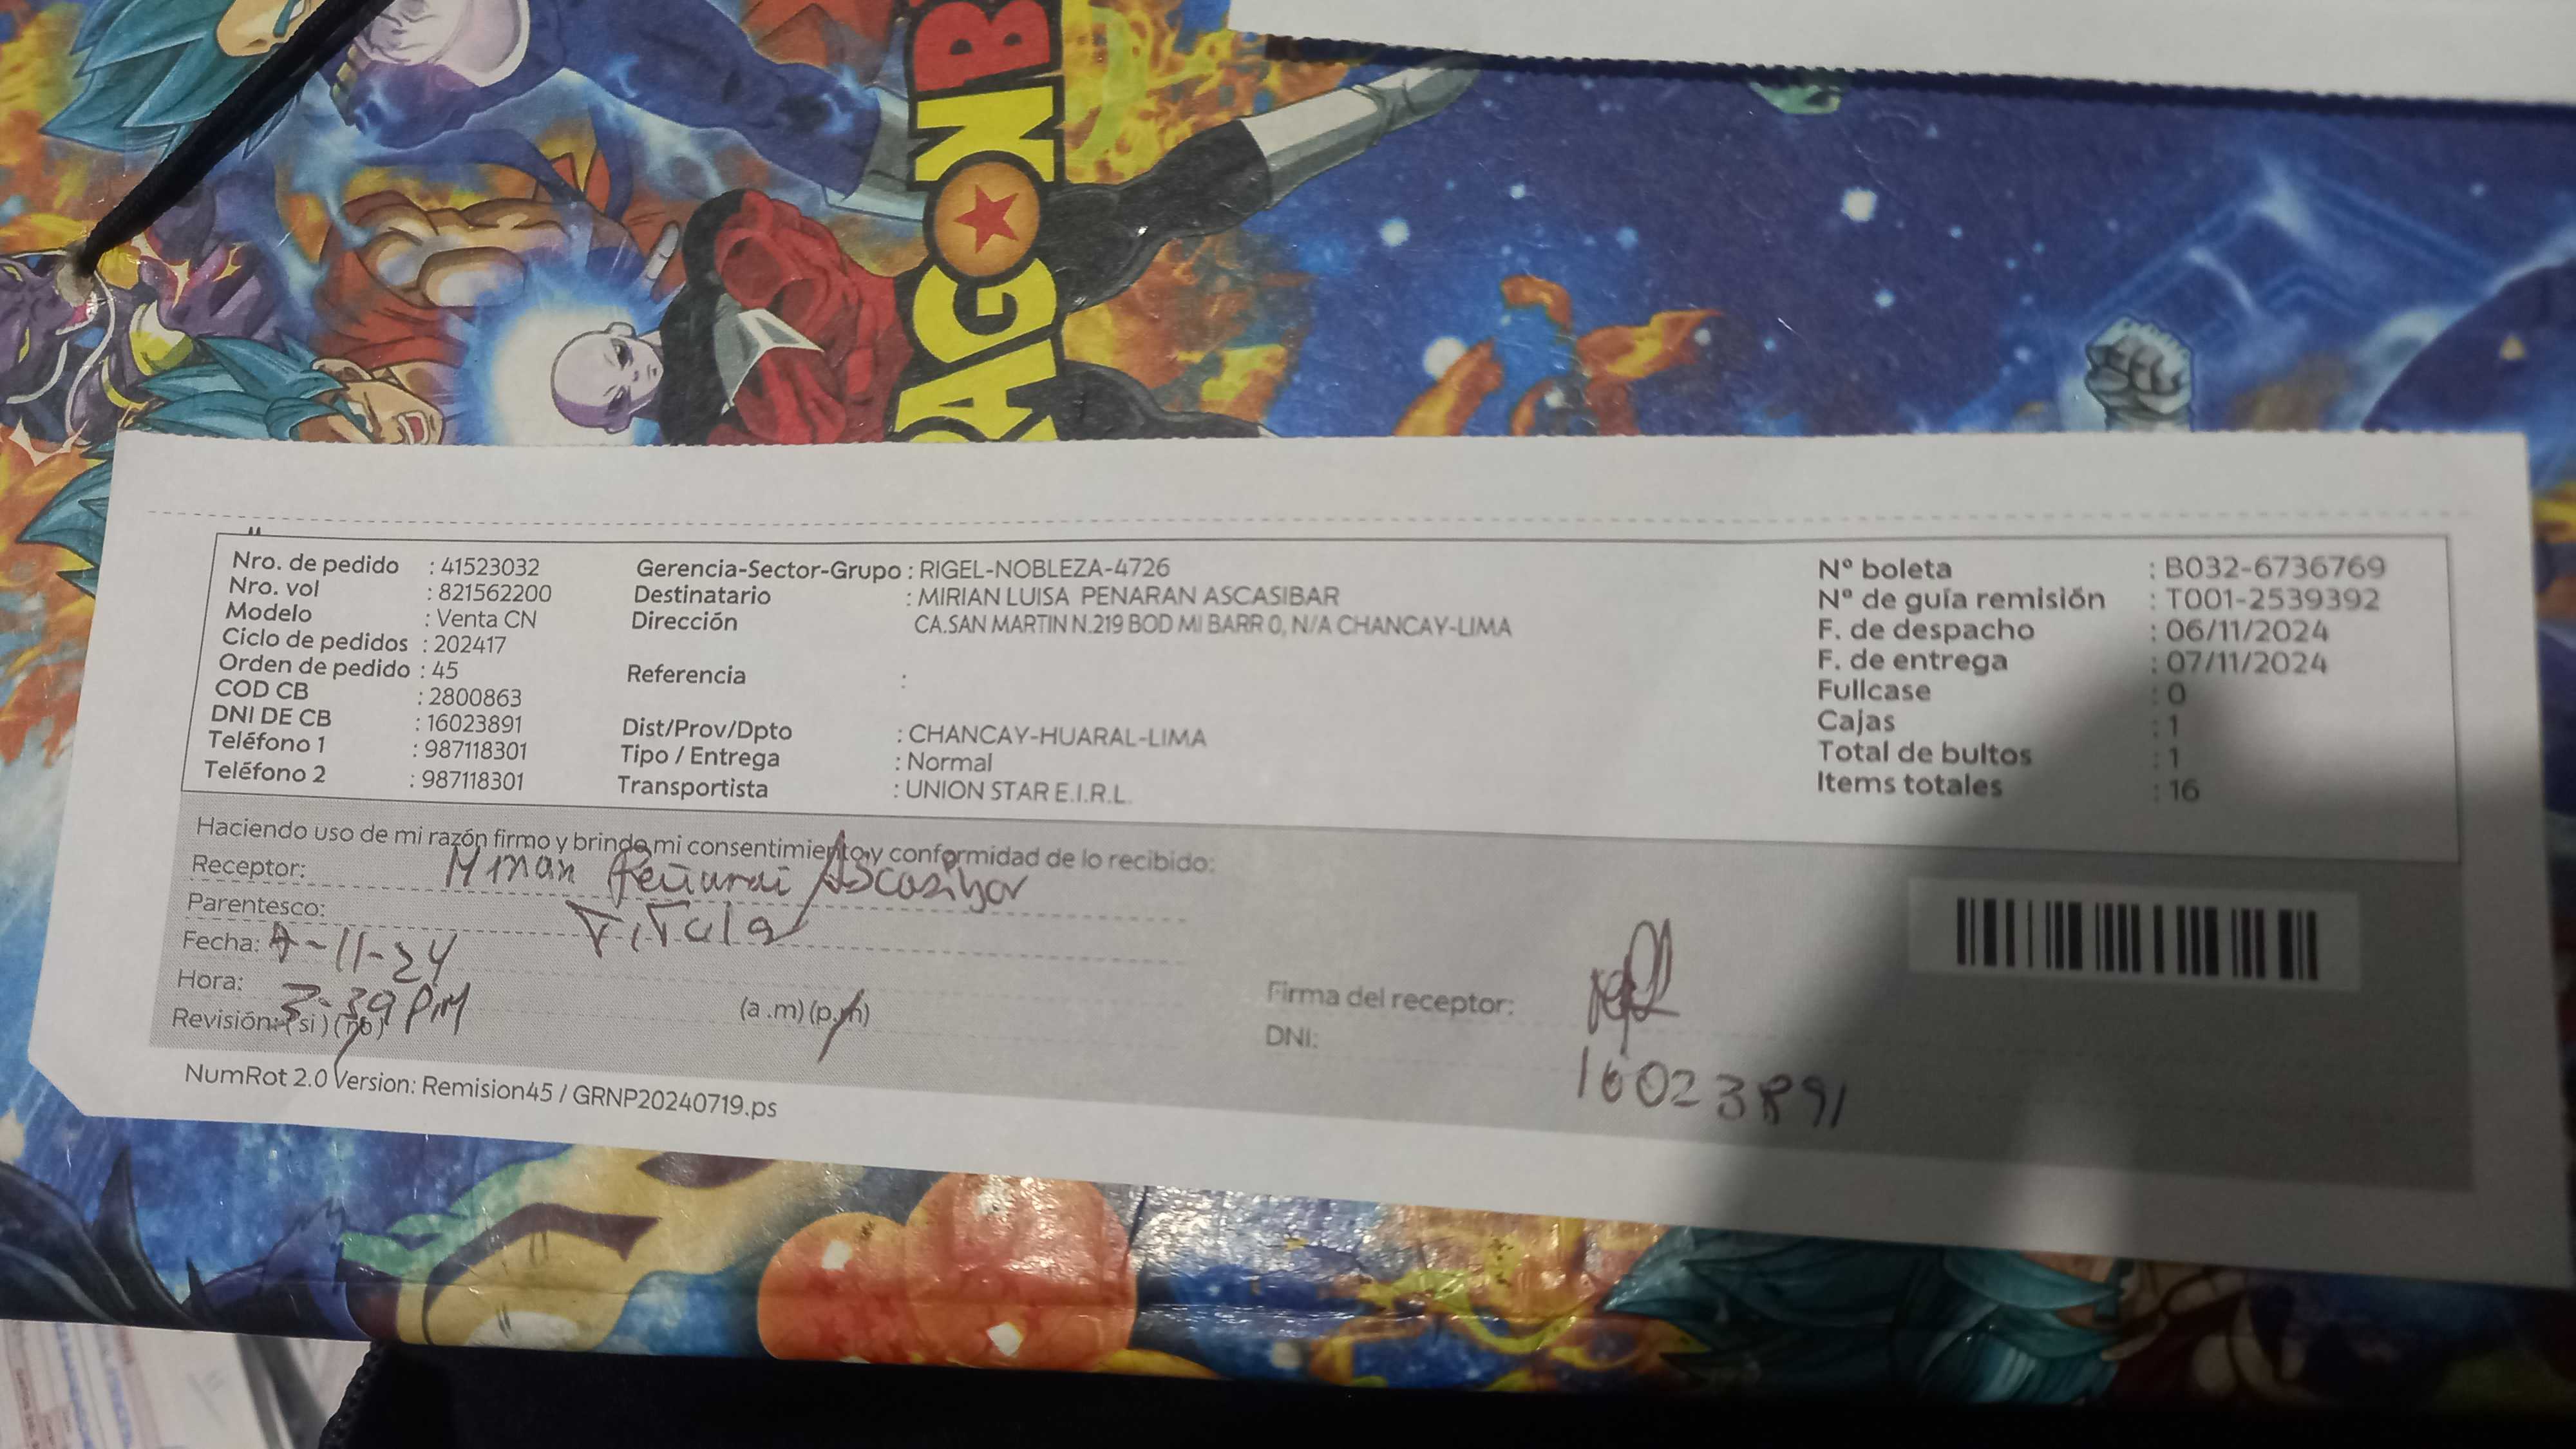 DRAGON B
Nro. de pedido : 41523032
Nro. vol : 821562200
Modelo : Venta CN
Ciclo de pedidos : 202417
Orden de pedido : 45
COD CB : 2800863
DNI DE CB : 16023891
Teléfono 1 : 987118301
Teléfono 2 : 987118301
Gerencia-Sector-Grupo : RIGEL-NOBLEZA-4726
Destinatario : MIRIAN LUISA PENARAN ASCASIBAR
Dirección CA.SAN MARTIN N.219 BOD MI BARR 0, N/A CHANCAY-LIMA
Referencia :
Dist/Prov/Dpto : CHANCAY-HUARAL-LIMA
Tipo / Entrega : Normal
Transportista : UNION STAR E.I.R.L.
N° boleta : B032-6736769
N° de guía remisión : T001-2539392
F. de despacho : 06/11/2024
F. de entrega : 07/11/2024
Fullcase : 0
Cajas : 1
Total de bultos : 1
Items totales : 16
Haciendo uso de mi razón firmo y brindo mi consentimiento y conformidad de lo recibido:
Receptor: Ascasibar
Parentesco: Titular
Fecha: 7-11-24
Hora: 3-39 PM (a .m) (p.m)
Revisión: ( si ) ( no )
Firma del receptor:
DNI: 16023891
NumRot 2.0 Version: Remision45 / GRNP20240719.ps